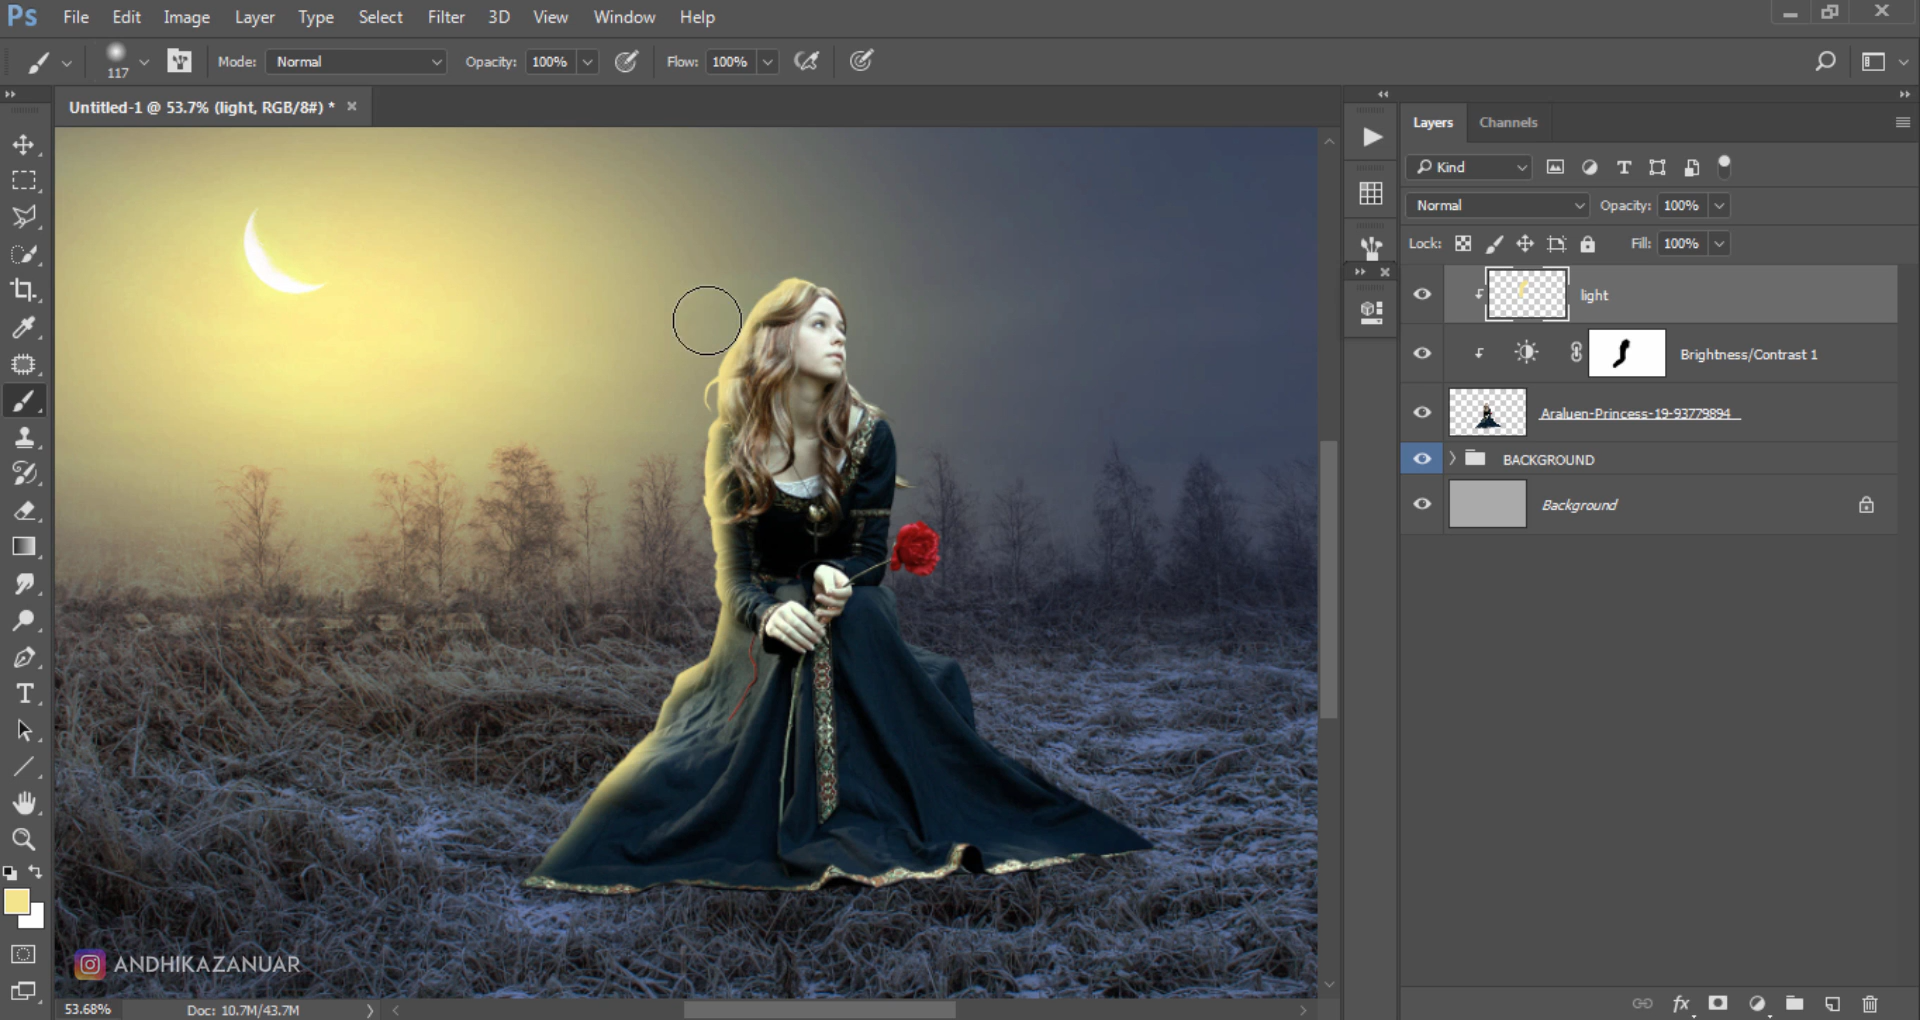 Ps File Edit Image Layer Type Select Filter 3D View Window Help
117 Mode: Normal Opacity: 100% Flow: 100%
Untitled-1 @ 53.7% (light, RGB/8#) *
Layers Channels
Kind
Normal Opacity: 100%
Lock: Fill: 100%
light
Brightness/Contrast 1
Araluen-Princess-19-93779894
BACKGROUND
Background
ANDHIKAZANUAR
53.68% Doc: 10.7M/43.7M
fx